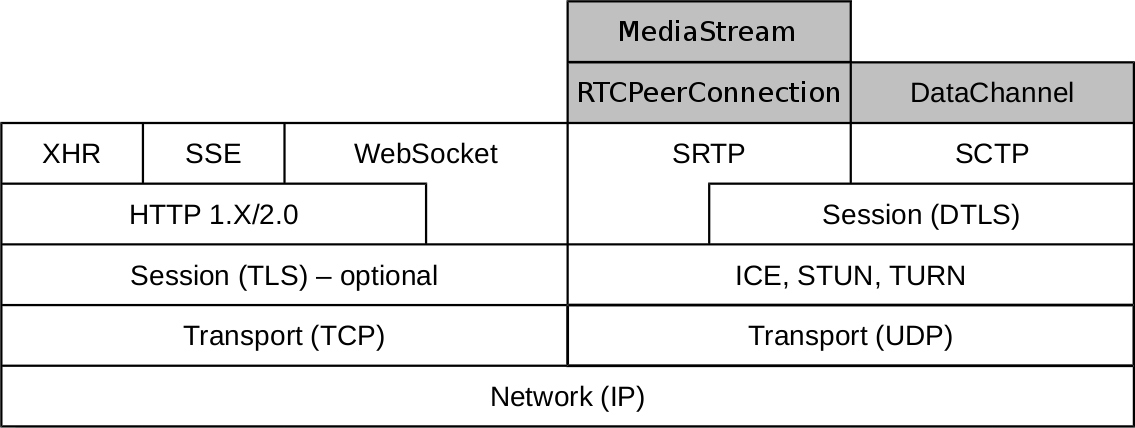 MediaStream
RTCPeerConnection
DataChannel
XHR
SSE
WebSocket
SRTP
SCTP
HTTP 1.X/2.0
Session (DTLS)
Session (TLS) – optional
ICE, STUN, TURN
Transport (TCP)
Transport (UDP)
Network (IP)